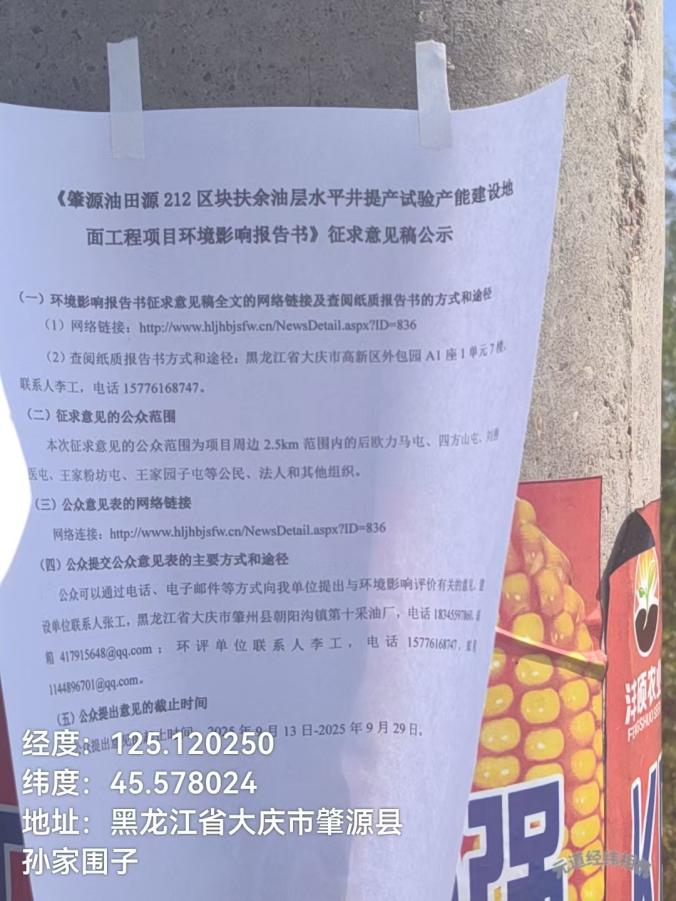 《肇源油田源 212 区块扶余油层水平井提产试验产能建设地
面工程项目环境影响报告书》征求意见稿公示
（一）环境影响报告书征求意见稿全文的网络链接及查阅纸质报告书的方式和途径
（1）网络链接：http://www.hljhbjsfw.cn/NewsDetail.aspx?ID=836
（2）查阅纸质报告书方式和途径：黑龙江省大庆市高新区外包园 A1 座 1 单元 7 楼，
联系人李工，电话 15776168747。
（二）征求意见的公众范围
本次征求意见的公众范围为项目周边 2.5km 范围内的后欧力马屯、四方山屯、
医屯、王家粉坊屯、王家园子屯等公民、法人和其他组织。
（三）公众意见表的网络链接
网络连接：http://www.hljhbjsfw.cn/NewsDetail.aspx?ID=836
（四）公众提交公众意见表的主要方式和途径
公众可以通过电话、电子邮件等方式向我单位提出与环境影响评价有关的意见，建
设单位联系人张工，黑龙江省大庆市肇州县朝阳沟镇第十采油厂，电话
箱 417915648@qq.com；环评单位联系人李工，电话 15776168747，
1144896701@qq.com。
（五）公众提出意见的截止时间
2025 年 9 月 13 日-2025 年 9 月 29 日。
经度：125.120250
纬度：45.578024
地址：黑龙江省大庆市肇源县
孙家围子
沣硕农业
元道经纬相机